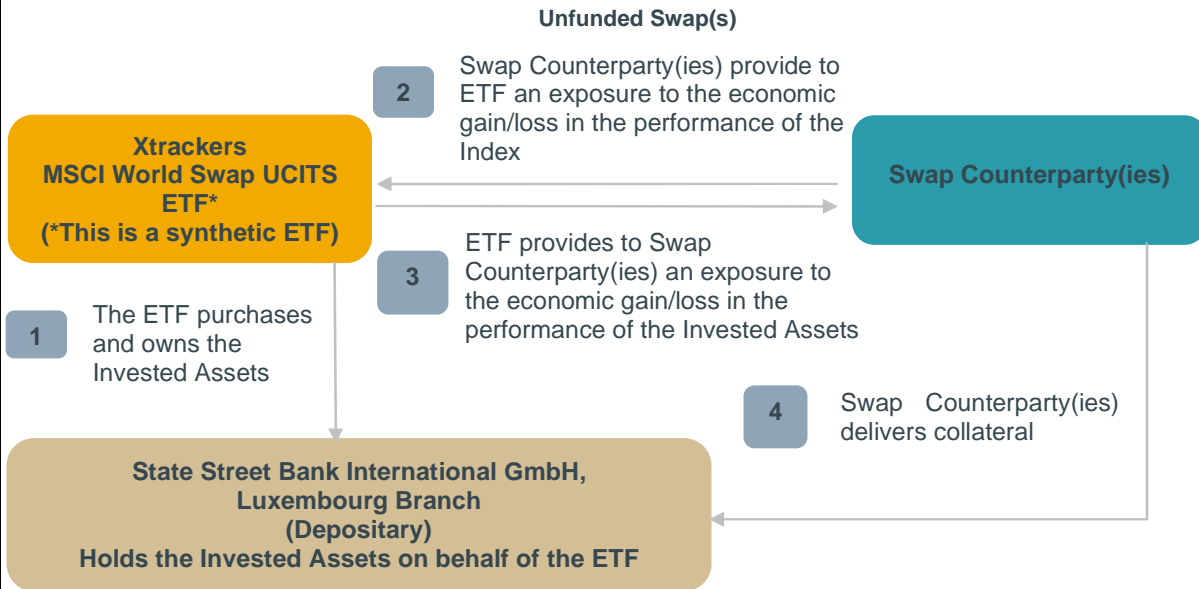 Unfunded Swap(s)
2
Swap Counterparty(ies) provide to
ETF an exposure to the economic
gain/loss in the performance of the
Index
Xtrackers
MSCI World Swap UCITS
ETF*
(*This is a synthetic ETF)
Swap Counterparty(ies)
3
ETF provides to Swap
Counterparty(ies) an exposure to
the economic gain/loss in the
performance of the Invested Assets
1
The ETF purchases
and owns the
Invested Assets
4
Swap Counterparty(ies)
delivers collateral
State Street Bank International GmbH,
Luxembourg Branch
(Depositary)
Holds the Invested Assets on behalf of the ETF